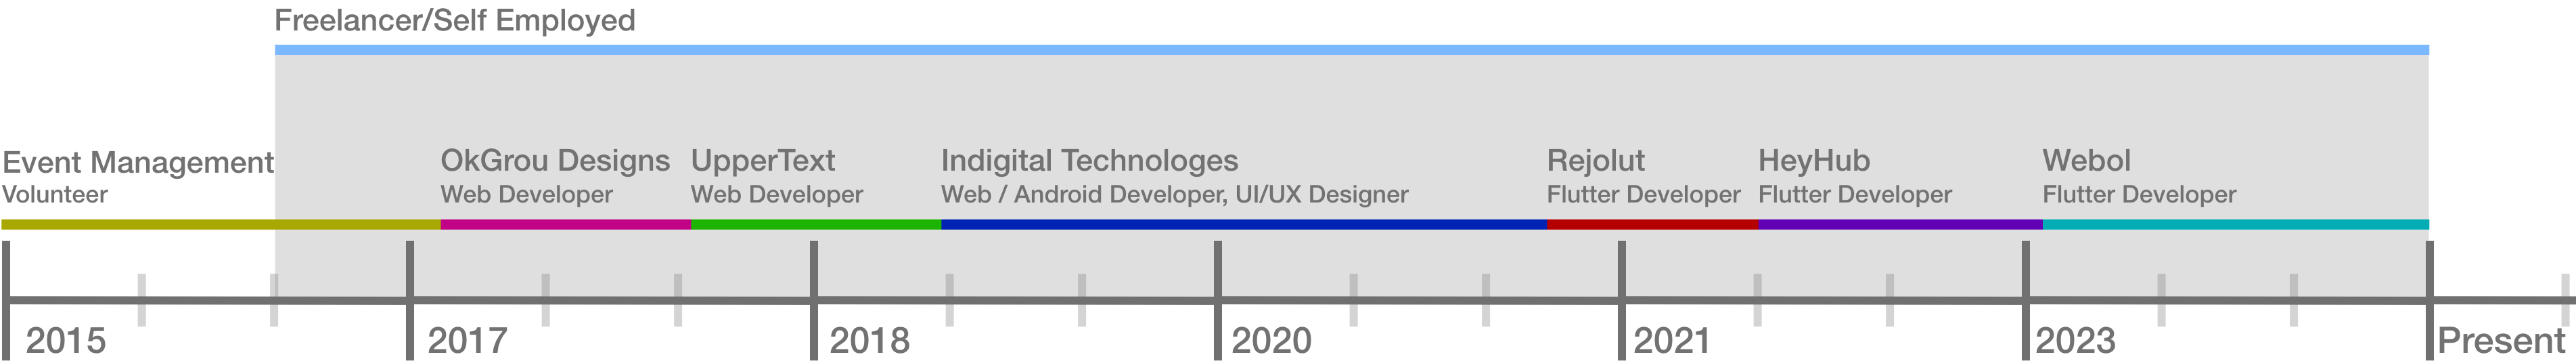 Freelancer/Self Employed
Event Management
Volunteer
OkGrou Designs
Web Developer
UpperText
Web Developer
Indigital Technologes
Web / Android Developer, UI/UX Designer
Rejolut
Flutter Developer
HeyHub
Flutter Developer
Webol
Flutter Developer
2015
2017
2018
2020
2021
2023
Present